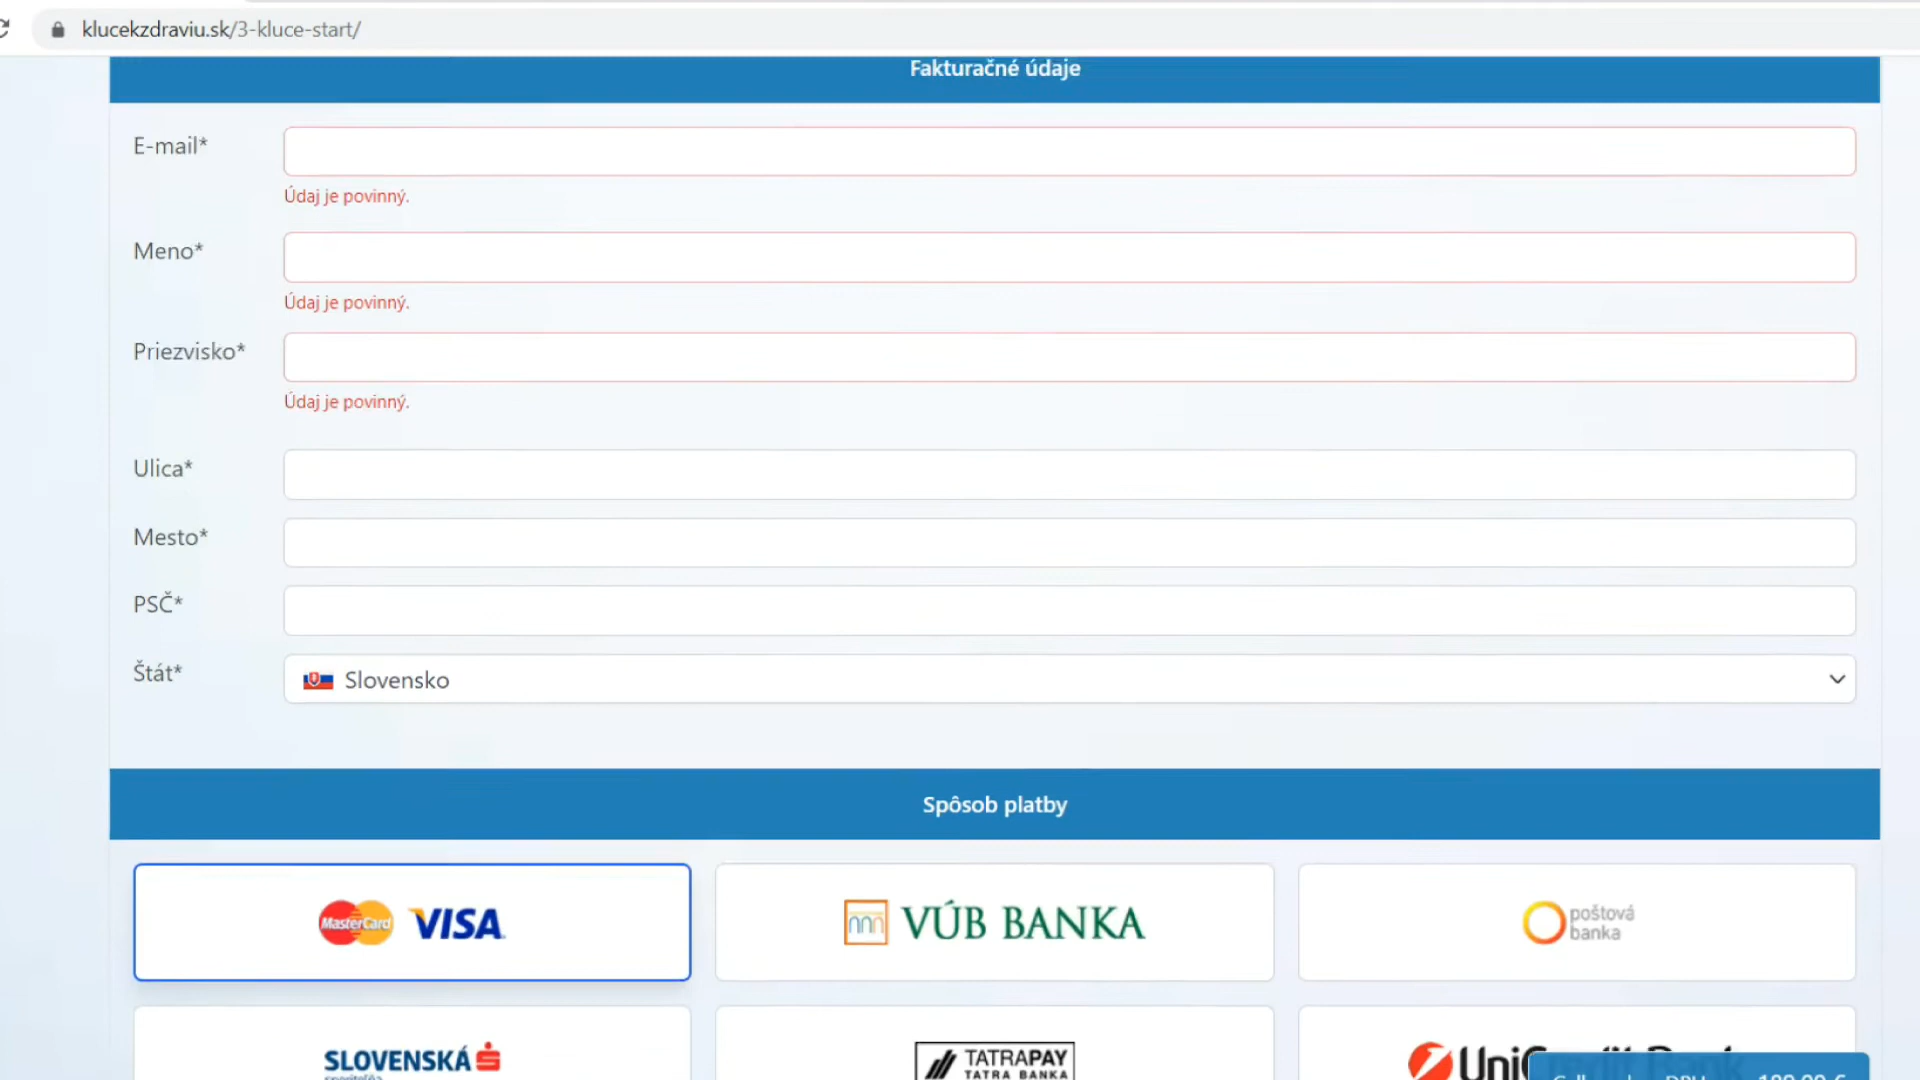 klucekzdraviu.sk/3-kluce-start/
Fakturačné údaje
E-mail*
Údaj je povinný.
Meno*
Údaj je povinný.
Priezvisko*
Údaj je povinný.
Ulica*
Mesto*
PSČ*
Štát*
Slovensko
Spôsob platby
MasterCard VISA
VÚB BANKA
poštová
banka
SLOVENSKÁ
sporiteľňa
TATRAPAY
TATRA BANKA